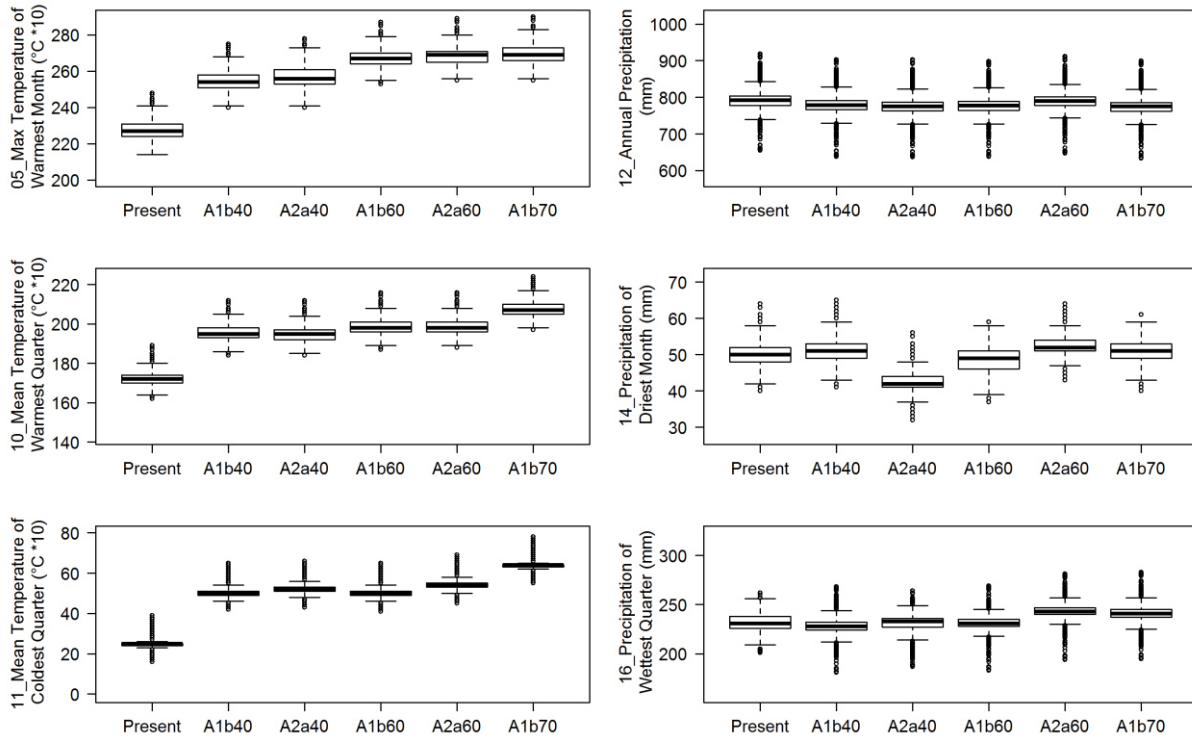 05_Max Temperature of
Warmest Month (°C *10)
280
260
240
220
200
Present A1b40 A2a40 A1b60 A2a60 A1b70
12_Annual Precipitation
(mm)
1000
900
800
700
600
Present A1b40 A2a40 A1b60 A2a60 A1b70
10_Mean Temperature of
Warmest Quarter (°C *10)
220
200
180
160
140
Present A1b40 A2a40 A1b60 A2a60 A1b70
14_Precipitation of
Driest Month (mm)
70
60
50
40
30
Present A1b40 A2a40 A1b60 A2a60 A1b70
11_Mean Temperature of
Coldest Quarter (°C *10)
80
60
40
20
0
Present A1b40 A2a40 A1b60 A2a60 A1b70
16_Precipitation of
Wettest Quarter (mm)
300
250
200
Present A1b40 A2a40 A1b60 A2a60 A1b70